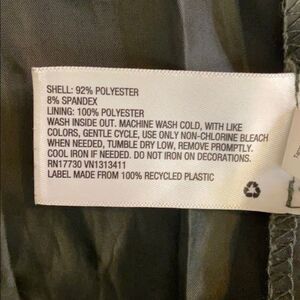 SHELL: 92% POLYESTER
8% SPANDEX
LINING: 100% POLYESTER
WASH INSIDE OUT. MACHINE WASH COLD, WITH LIKE
COLORS, GENTLE CYCLE, USE ONLY NON-CHLORINE BLEACH
WHEN NEEDED, TUMBLE DRY LOW, REMOVE PROMPTLY.
COOL IRON IF NEEDED. DO NOT IRON ON DECORATIONS.
RN17730 VN1313411
LABEL MADE FROM 100% RECYCLED PLASTIC